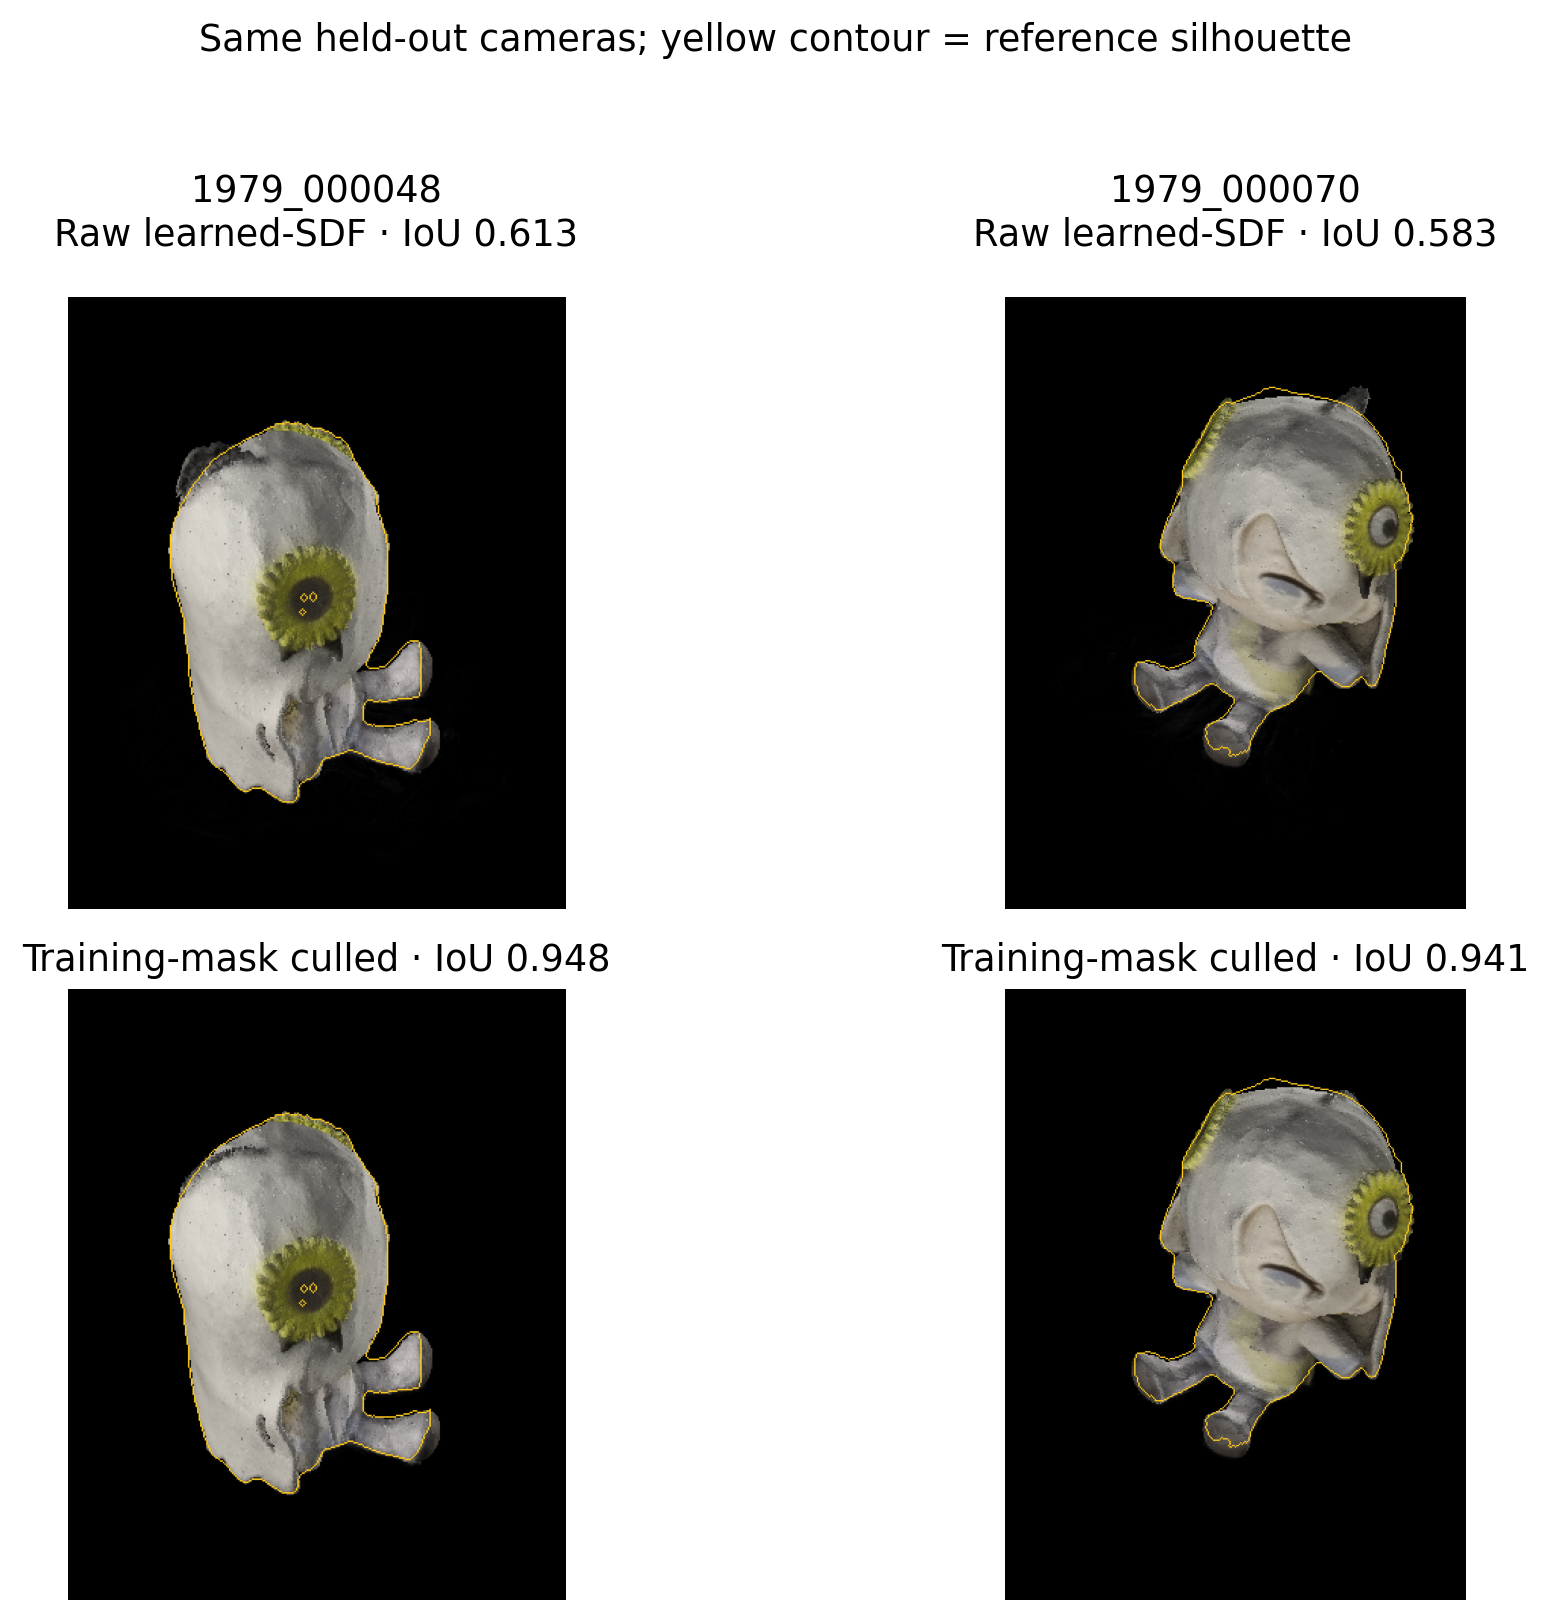 Same held-out cameras; yellow contour = reference silhouette
1979_000048
Raw learned-SDF · IoU 0.613
1979_000070
Raw learned-SDF · IoU 0.583
Training-mask culled · IoU 0.948
Training-mask culled · IoU 0.941